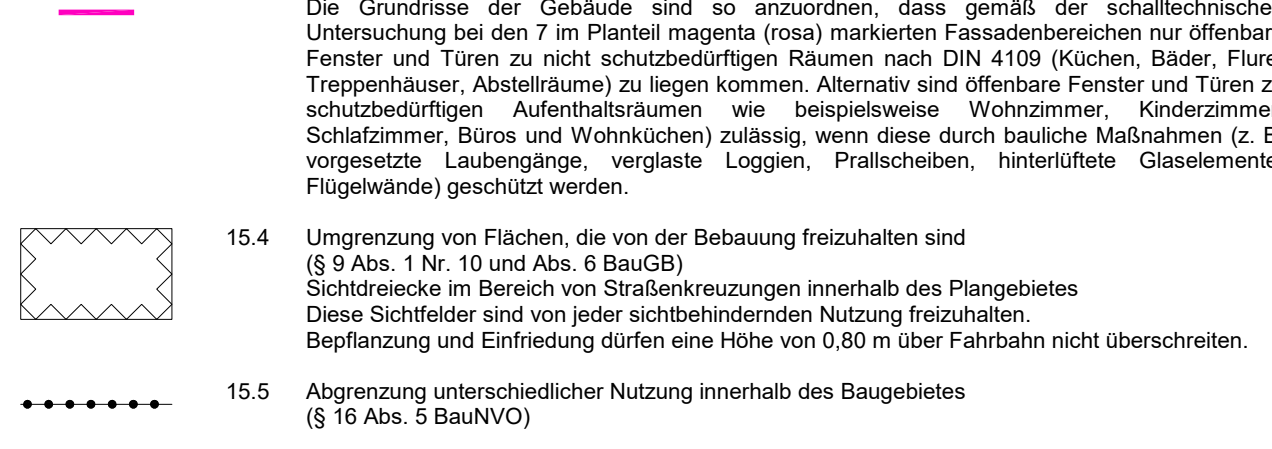 Die Grundrisse der Gebäude sind so anzuordnen, dass gemäß der schalltechnische
Untersuchung bei den 7 im Planteil magenta (rosa) markierten Fassadenbereichen nur öffenbar
Fenster und Türen zu nicht schutzbedürftigen Räumen nach DIN 4109 (Küchen, Bäder, Flure
Treppenhäuser, Abstellräume) zu liegen kommen. Alternativ sind öffenbare Fenster und Türen z
schutzbedürftigen Aufenthaltsräumen wie beispielsweise Wohnzimmer, Kinderzimmer
Schlafzimmer, Büros und Wohnküchen) zulässig, wenn diese durch bauliche Maßnahmen (z. B
vorgesetzte Laubengänge, verglaste Loggien, Prallscheiben, hinterlüftete Glaselemente
Flügelwände) geschützt werden.
15.4 Umgrenzung von Flächen, die von der Bebauung freizuhalten sind
(§ 9 Abs. 1 Nr. 10 und Abs. 6 BauGB)
Sichtdreiecke im Bereich von Straßenkreuzungen innerhalb des Plangebietes
Diese Sichtfelder sind von jeder sichtbehindernden Nutzung freizuhalten.
Bepflanzung und Einfriedung dürfen eine Höhe von 0,80 m über Fahrbahn nicht überschreiten.
15.5 Abgrenzung unterschiedlicher Nutzung innerhalb des Baugebietes
(§ 16 Abs. 5 BauNVO)